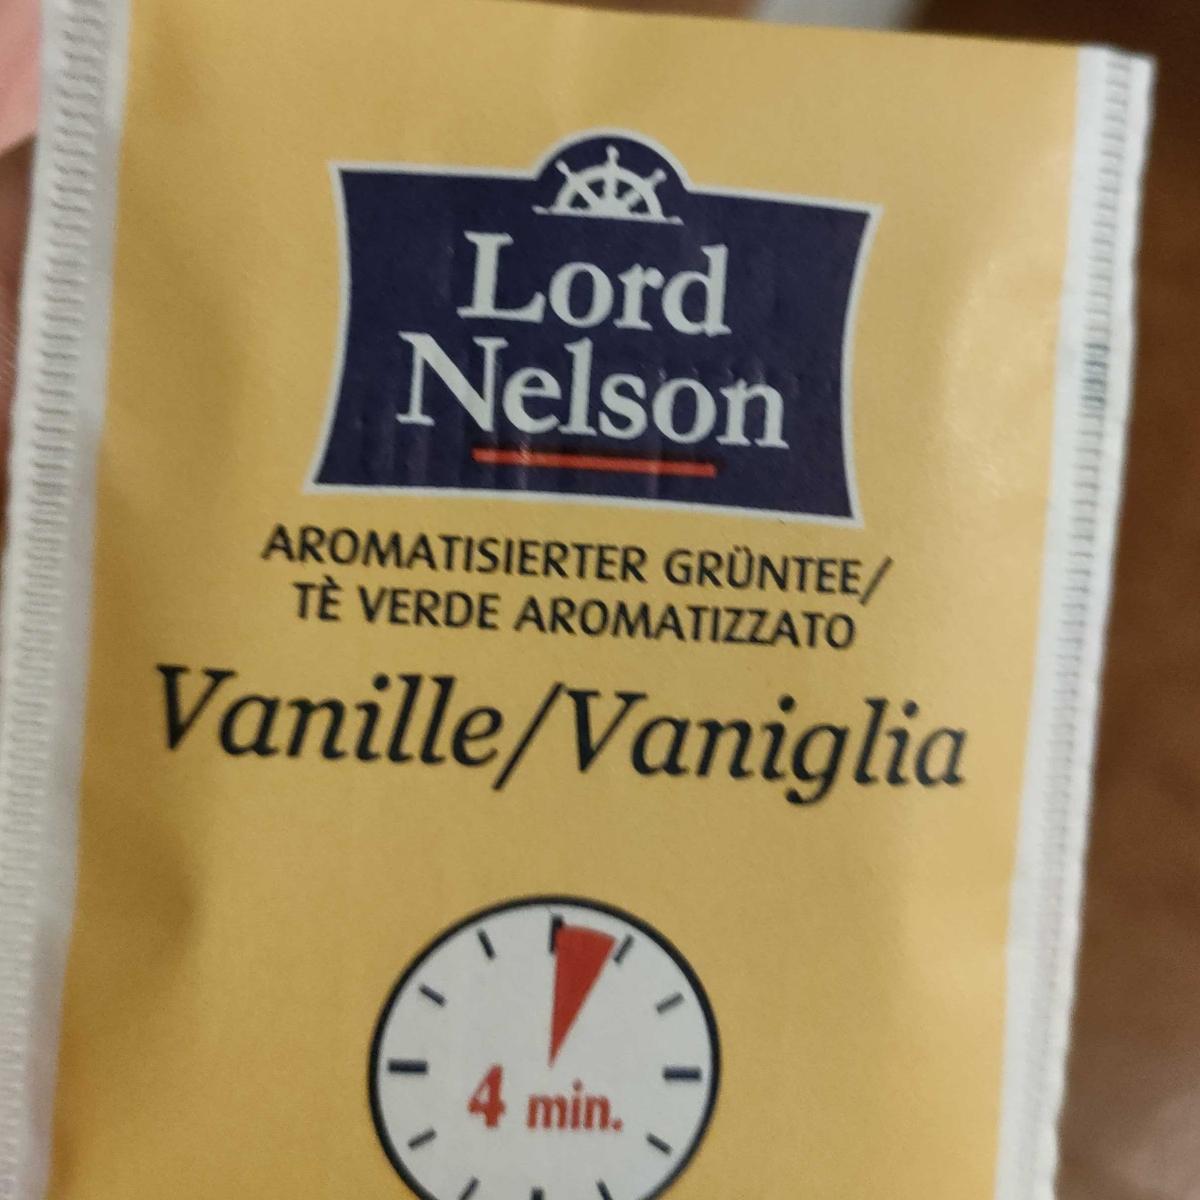 Lord
Nelson
AROMATISIERTER GRÜNTEE/
TÈ VERDE AROMATIZZATO
Vanille/Vaniglia
4 min.